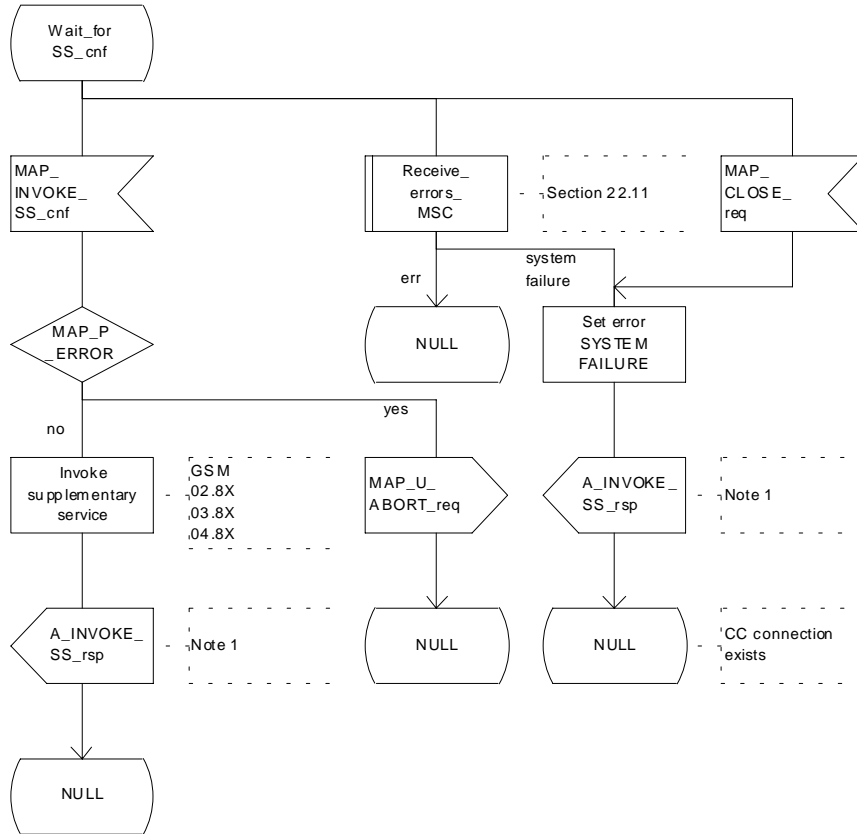 Wait_for
SS_cnf
MAP_
INVOKE_
SS_cnf
Receive_
errors_
MSC
Section 22.11
MAP_
CLOSE_
req
err
system
failure
MAP_P
_ERROR
NULL
Set error
SYSTEM
FAILURE
no
yes
Invoke
supplementary
service
GSM
02.8X
03.8X
04.8X
MAP_U_
ABORT_req
A_INVOKE_
SS_rsp
Note 1
A_INVOKE_
SS_rsp
Note 1
NULL
NULL
CC connection
exists
NULL